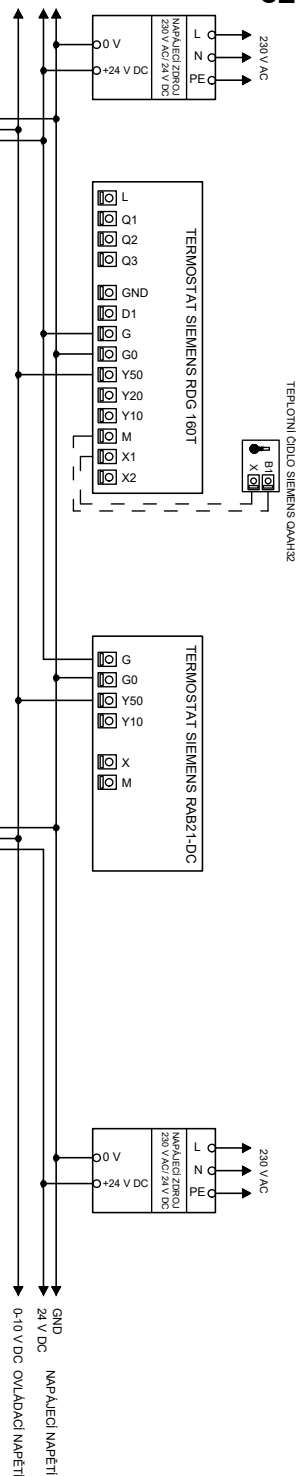 L
N
PE
230 V AC
NAPÁJECÍ ZDROJ
230 V AC/ 24 V DC
0 V
+24 V DC
TERMOSTAT SIEMENS RDG 160T
L
Q1
Q2
Q3
GND
D1
G
G0
Y50
Y20
Y10
M
X1
X2
TEPLOTNÍ ČIDLO SIEMENS QAAH32
B1
X
TERMOSTAT SIEMENS RAB21-DC
G
G0
Y50
Y10
X
M
L
N
PE
230 V AC
NAPÁJECÍ ZDROJ
230 V AC/ 24 V DC
0 V
+24 V DC
GND
24 V DC
NAPÁJECÍ NAPĚTÍ
0-10 V DC OVLÁDACÍ NAPĚTÍ